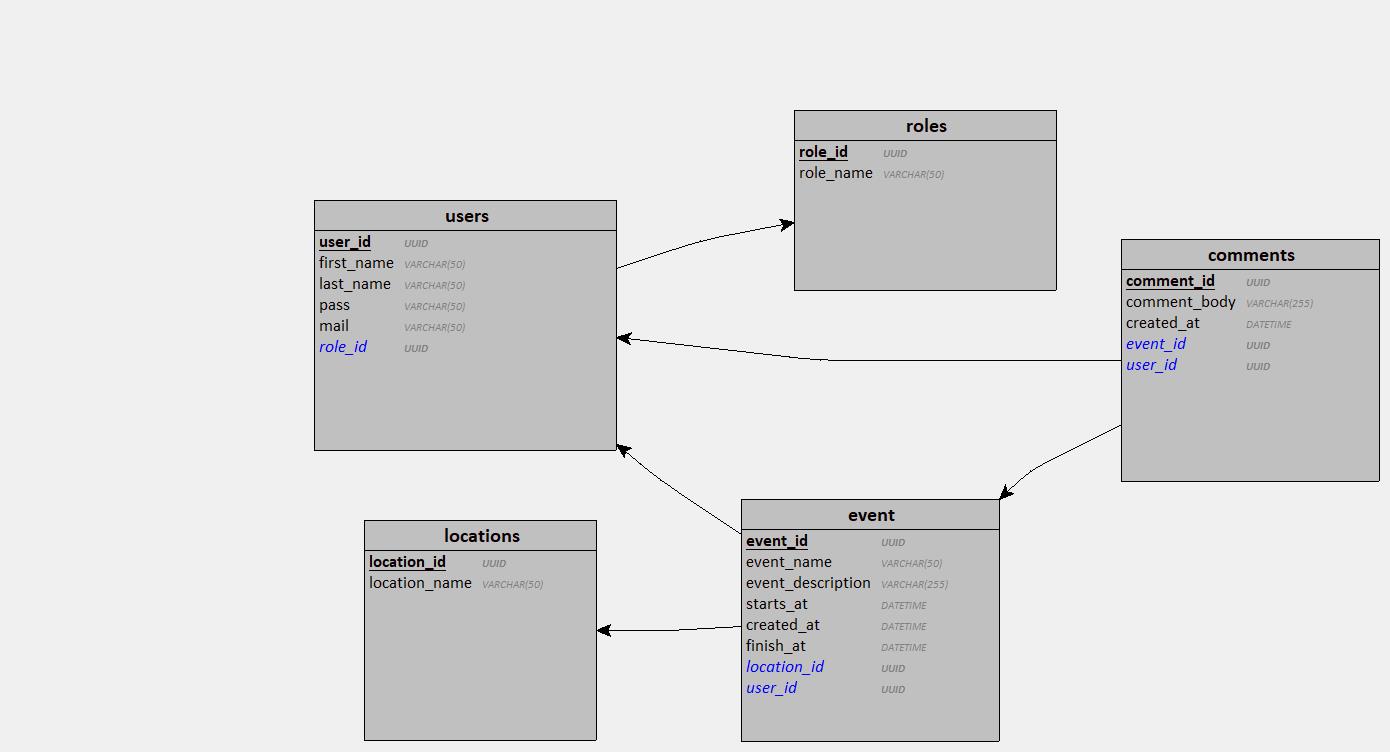 roles
role_id UUID
role_name VARCHAR(50)
users
user_id UUID
first_name VARCHAR(50)
last_name VARCHAR(50)
pass VARCHAR(50)
mail VARCHAR(50)
role_id UUID
comments
comment_id UUID
comment_body VARCHAR(255)
created_at DATETIME
event_id UUID
user_id UUID
locations
location_id UUID
location_name VARCHAR(50)
event
event_id UUID
event_name VARCHAR(50)
event_description VARCHAR(255)
starts_at DATETIME
created_at DATETIME
finish_at DATETIME
location_id UUID
user_id UUID